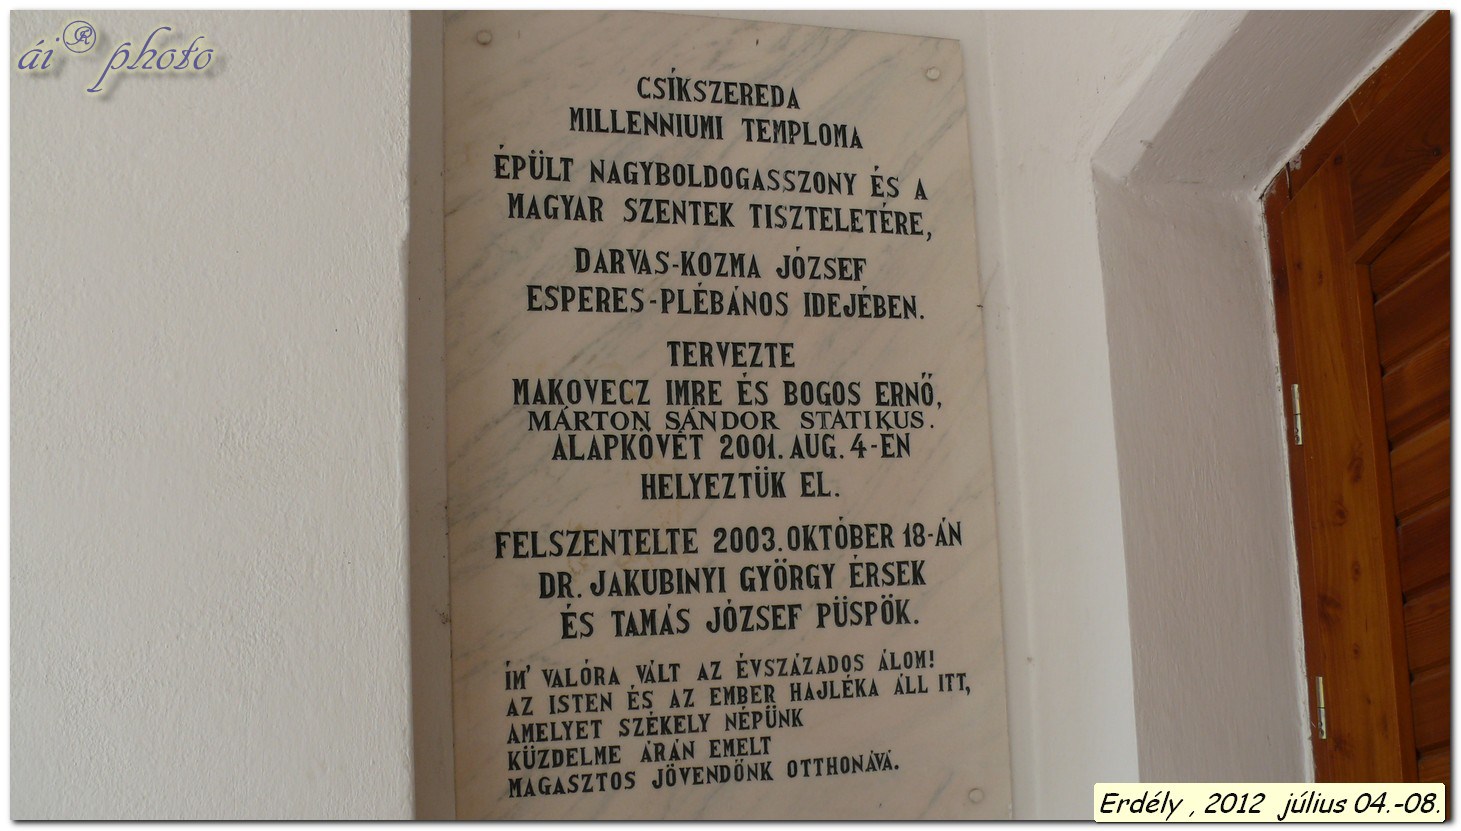 ái® photo
CSÍKSZEREDA
MILLENNIUMI TEMPLOMA
ÉPÜLT NAGYBOLDOGASSZONY ÉS A
MAGYAR SZENTEK TISZTELETÉRE,
DARVAS-KOZMA JÓZSEF
ESPERES-PLÉBÁNOS IDEJÉBEN.
TERVEZTE
MAKOVECZ IMRE ÉS BOGOS ERNŐ,
MÁRTON SÁNDOR STATIKUS.
ALAPKÖVÉT 2001. AUG. 4-ÉN
HELYEZTÜK EL.
FELSZENTELTE 2003. OKTÓBER 18-ÁN
DR. JAKUBINYI GYÖRGY ÉRSEK
ÉS TAMÁS JÓZSEF PÜSPÖK.
ÍM' VALÓRA VÁLT AZ ÉVSZÁZADOS ÁLOM!
AZ ISTEN ÉS AZ EMBER HAJLÉKA ÁLL ITT,
AMELYET SZÉKELY NÉPÜNK
KÜZDELME ÁRÁN EMELT
MAGASZTOS JÖVENDŐNK OTTHONÁVÁ.
Erdély , 2012 július 04.-08.